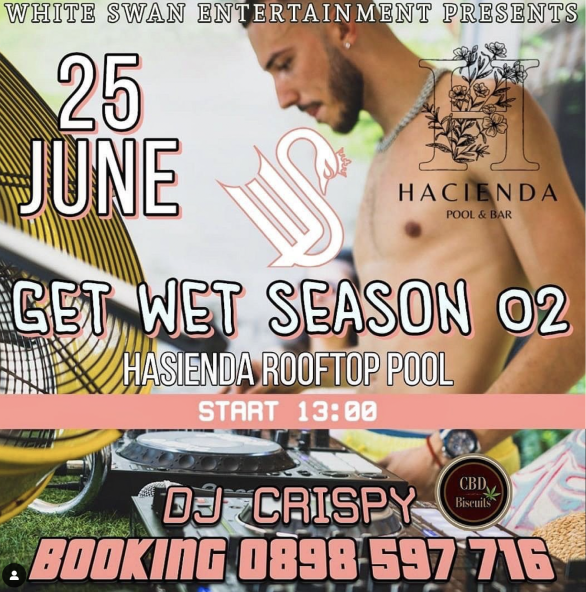 WHITE SWAN ENTERTAINMENT PRESENTS
25
JUNE
H
HACIENDA
POOL & BAR
WS
GET WET SEASON 02
HASIENDA ROOFTOP POOL
START 13:00
DJ CRISPY
CBD
Biscuits
BOOKING 0898 597 716